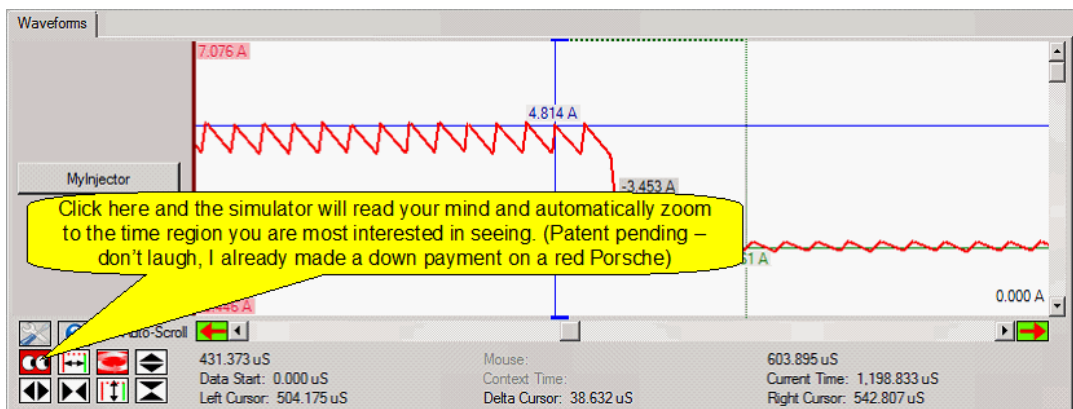 Waveforms
7.076 A
4.814 A
MyInjector
-3.453 A
Click here and the simulator will read your mind and automatically zoom
to the time region you are most interested in seeing. (Patent pending –
don't laugh, I already made a down payment on a red Porsche)
A
0.000 A
Auto-Scroll
431.373 uS
Mouse:
603.895 uS
Data Start: 0.000 uS
Context Time:
Current Time: 1,198.833 uS
Left Cursor: 504.175 uS
Delta Cursor: 38.632 uS
Right Cursor: 542.807 uS